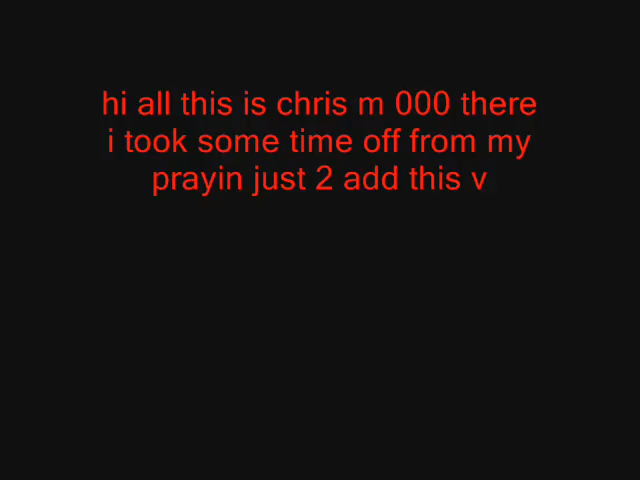 hi all this is chris m 000 there
i took some time off from my
prayin just 2 add this v